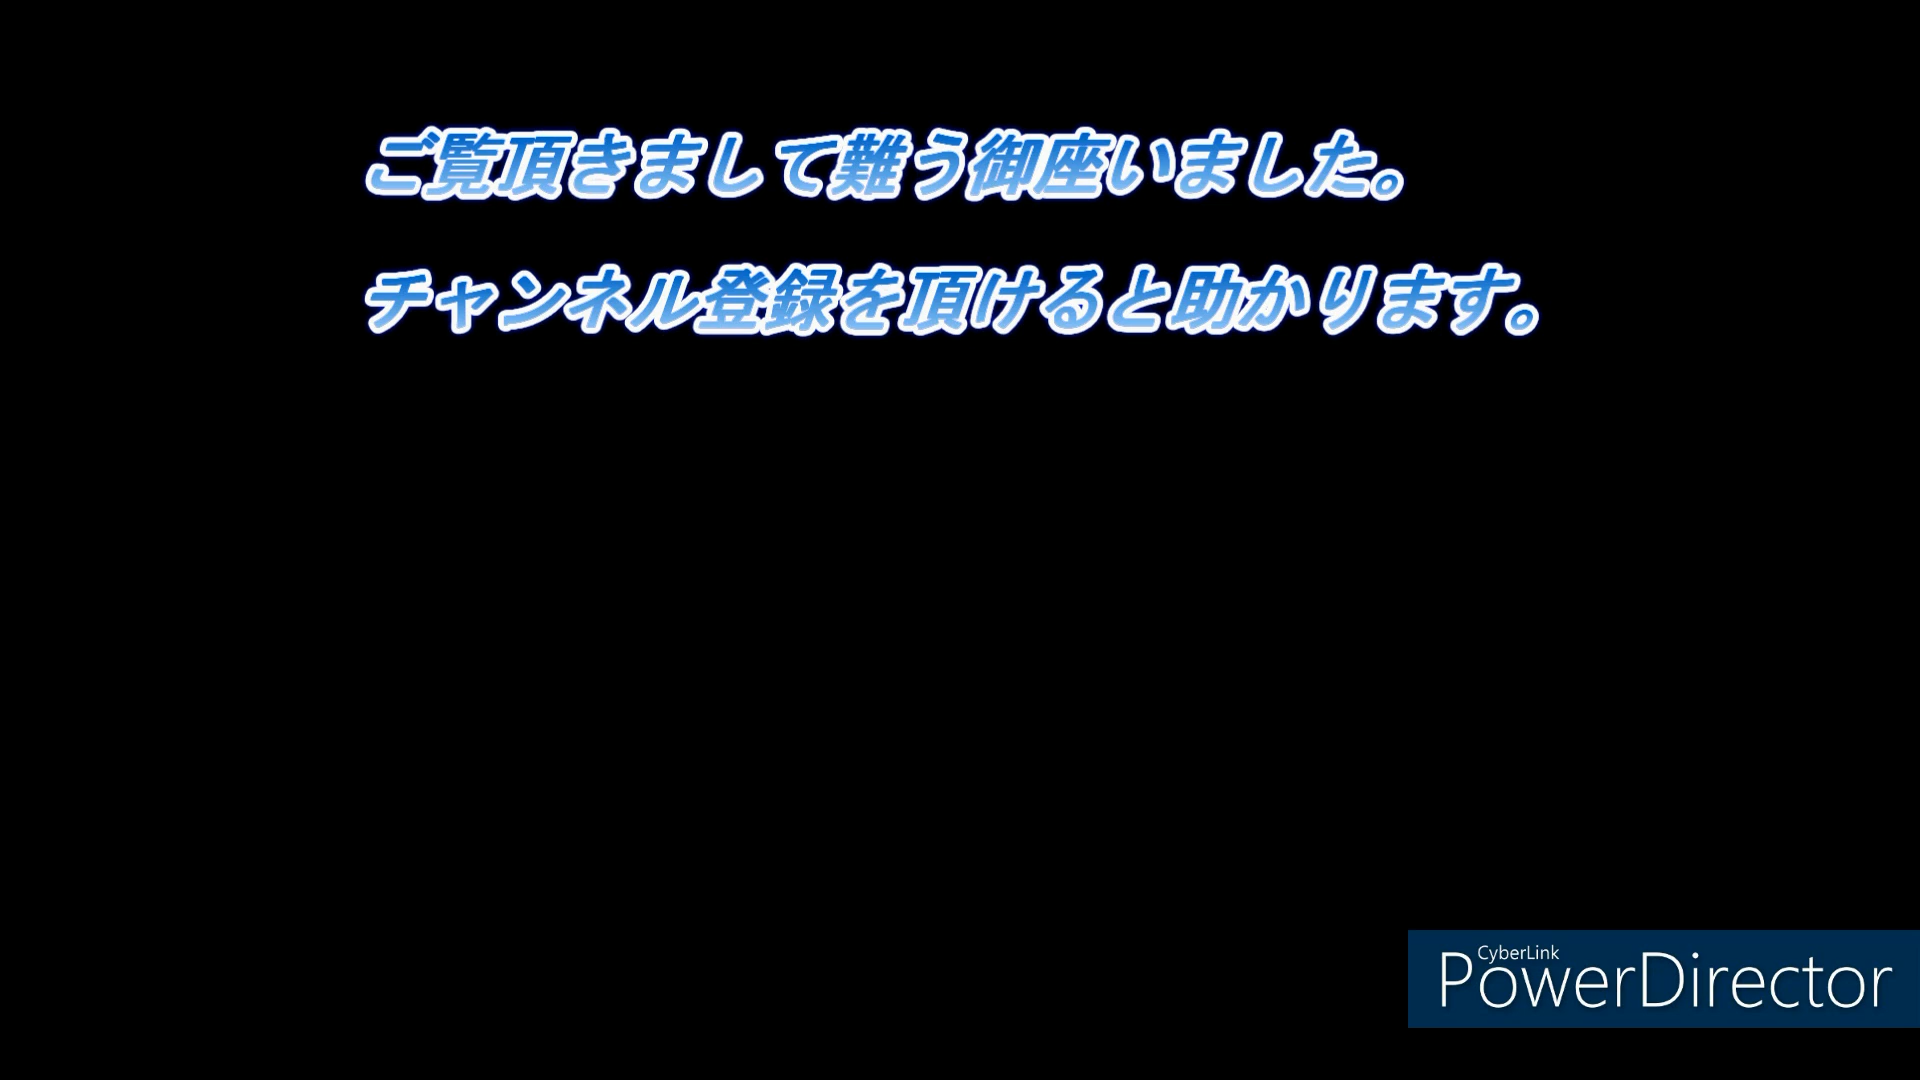 ご覧頂きまして難う御座いました。
チャンネル登録を頂けると助かります。
CyberLink
PowerDirector